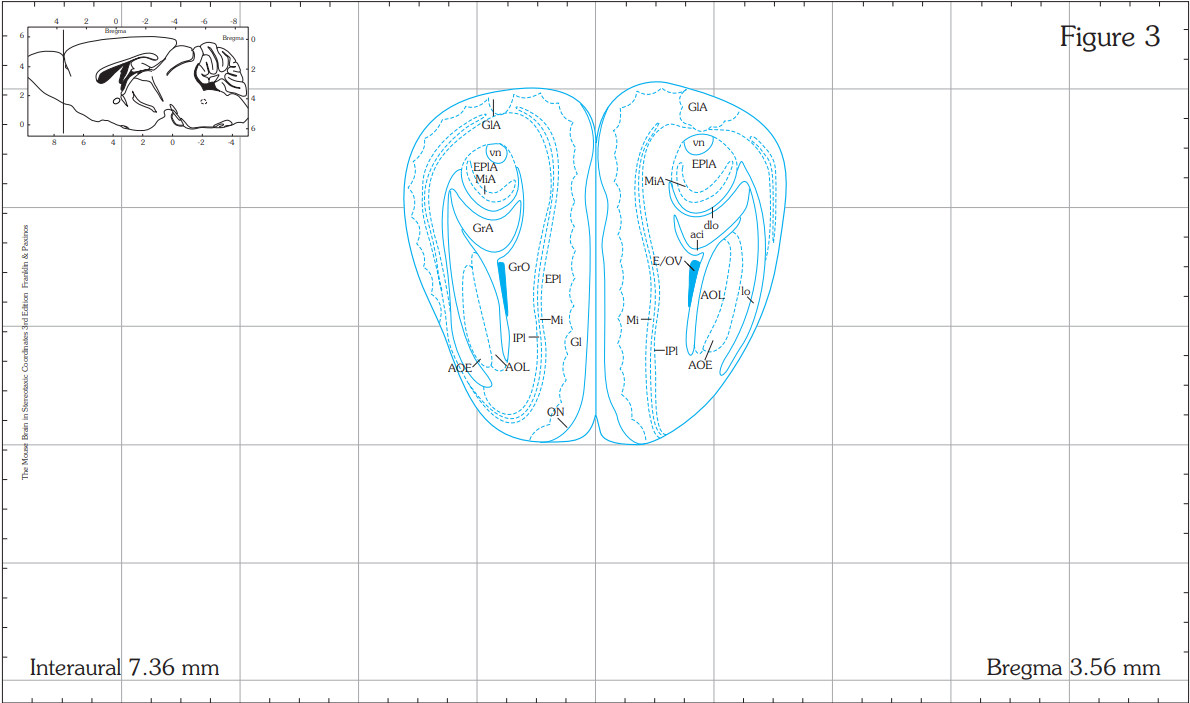 4 2 0 -2 -4 -6 -8
Bregma
Bregma
6
4
2
0
0
2
4
6
8 6 4 2 0 -2 -4
Figure 3
GlA
vn
EPlA
MiA
GrA
GrO
EPl
Mi
IPl
Gl
AOE
AOL
ON
GlA
vn
EPlA
MiA
dlo
aci
E/OV
AOL
lo
Mi
IPl
AOE
The Mouse Brain in Stereotaxic Coordinates 3rd Edition Franklin & Paxinos
Interaural 7.36 mm
Bregma 3.56 mm